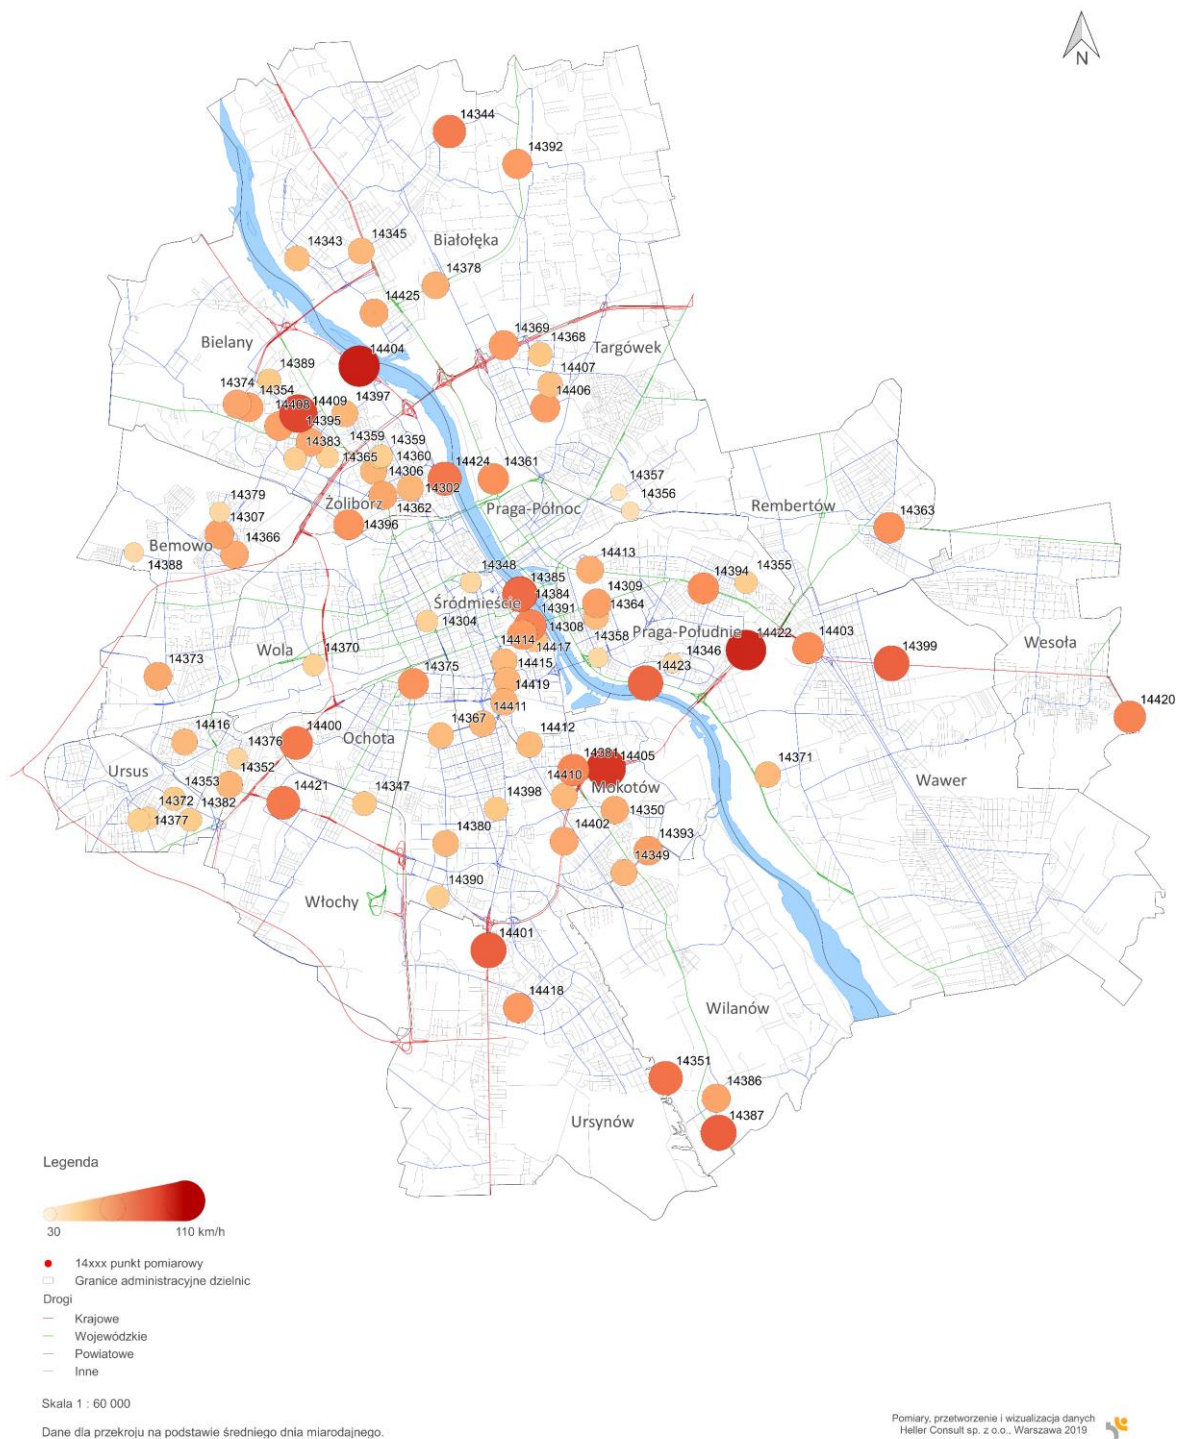 N
14344
14392
14343
14345
Białołęka
14378
14425
14369
14368
Targówek
Bielany
14404
14389
14407
14374
14354
14406
14408
14409
14397
14395
14383
14359
14359
14365
14360
14306
14424
14361
14302
14357
14356
14379
Żoliborz
14362
Praga-Północ
Rembertów
14307
14396
14363
Bemowo
14366
14388
14413
14348
14385
14394
14355
14384
14309
Śródmieście
14391
14364
14304
14308
14358
Praga-Południe
14422
14414
14417
14346
14403
Wola
14370
14415
14399
Wesoła
14373
14375
14419
14423
14411
14420
14416
14400
Ochota
14367
14412
14376
14381
14405
14371
Ursus
14352
14410
Wawer
14353
14421
14347
14398
Mokotów
14372
14382
14350
14377
14380
14402
14393
14349
14390
Włochy
14401
14418
Wilanów
14351
14386
14387
Ursynów
Legenda
30
110 km/h
14xxx punkt pomiarowy
Granice administracyjne dzielnic
Drogi
Krajowe
Wojewódzkie
Powiatowe
Inne
Skala 1 : 60 000
Dane dla przekroju na podstawie średniego dnia miarodajnego.
Pomiary, przetworzenie i wizualizacja danych
Heller Consult sp. z o.o., Warszawa 2019